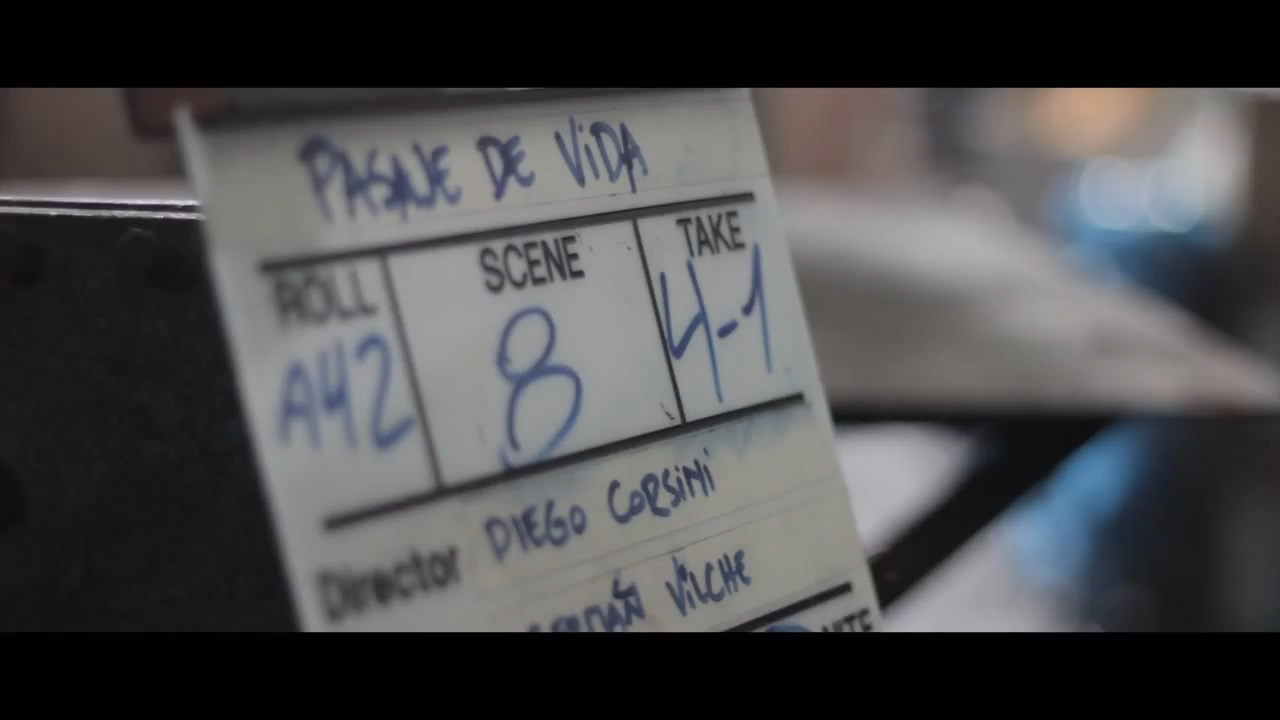 PASAJE DE ViDA
ROLL SCENE TAKE
A42 8 4-1
Director DIEGO CORSiNi
ViLCHE